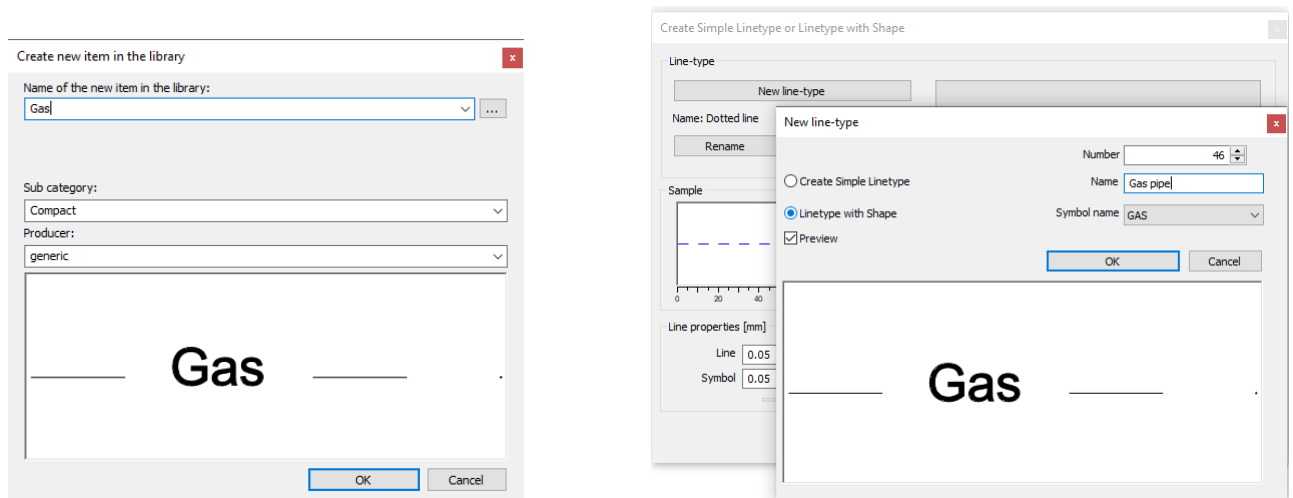 Create new item in the library
x
Name of the new item in the library:
Gas
...
Sub category:
Compact
Producer:
generic
Gas
OK
Cancel
Create Simple Linetype or Linetype with Shape
Line-type
New line-type
Name: Dotted line
Rename
Sample
0 20 40
Line properties [mm]
Line 0.05
Symbol 0.05
New line-type
x
Number 46
Create Simple Linetype
Name Gas pipe
Linetype with Shape
Symbol name GAS
Preview
OK
Cancel
Gas